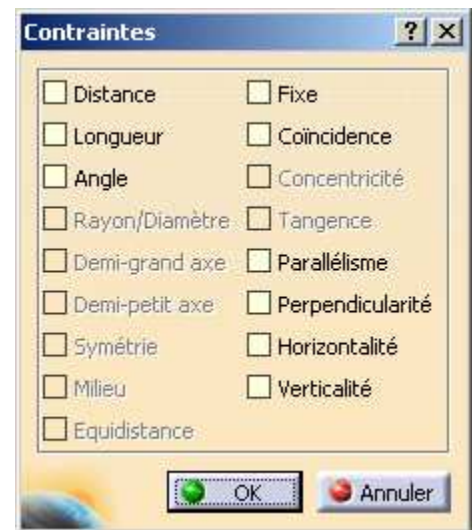 Contraintes
Distance Fixe
Longueur Coïncidence
Angle Concentricité
Rayon/Diamètre Tangence
Demi-grand axe Parallélisme
Demi-petit axe Perpendicularité
Symétrie Horizontalité
Milieu Verticalité
Equidistance
OK Annuler